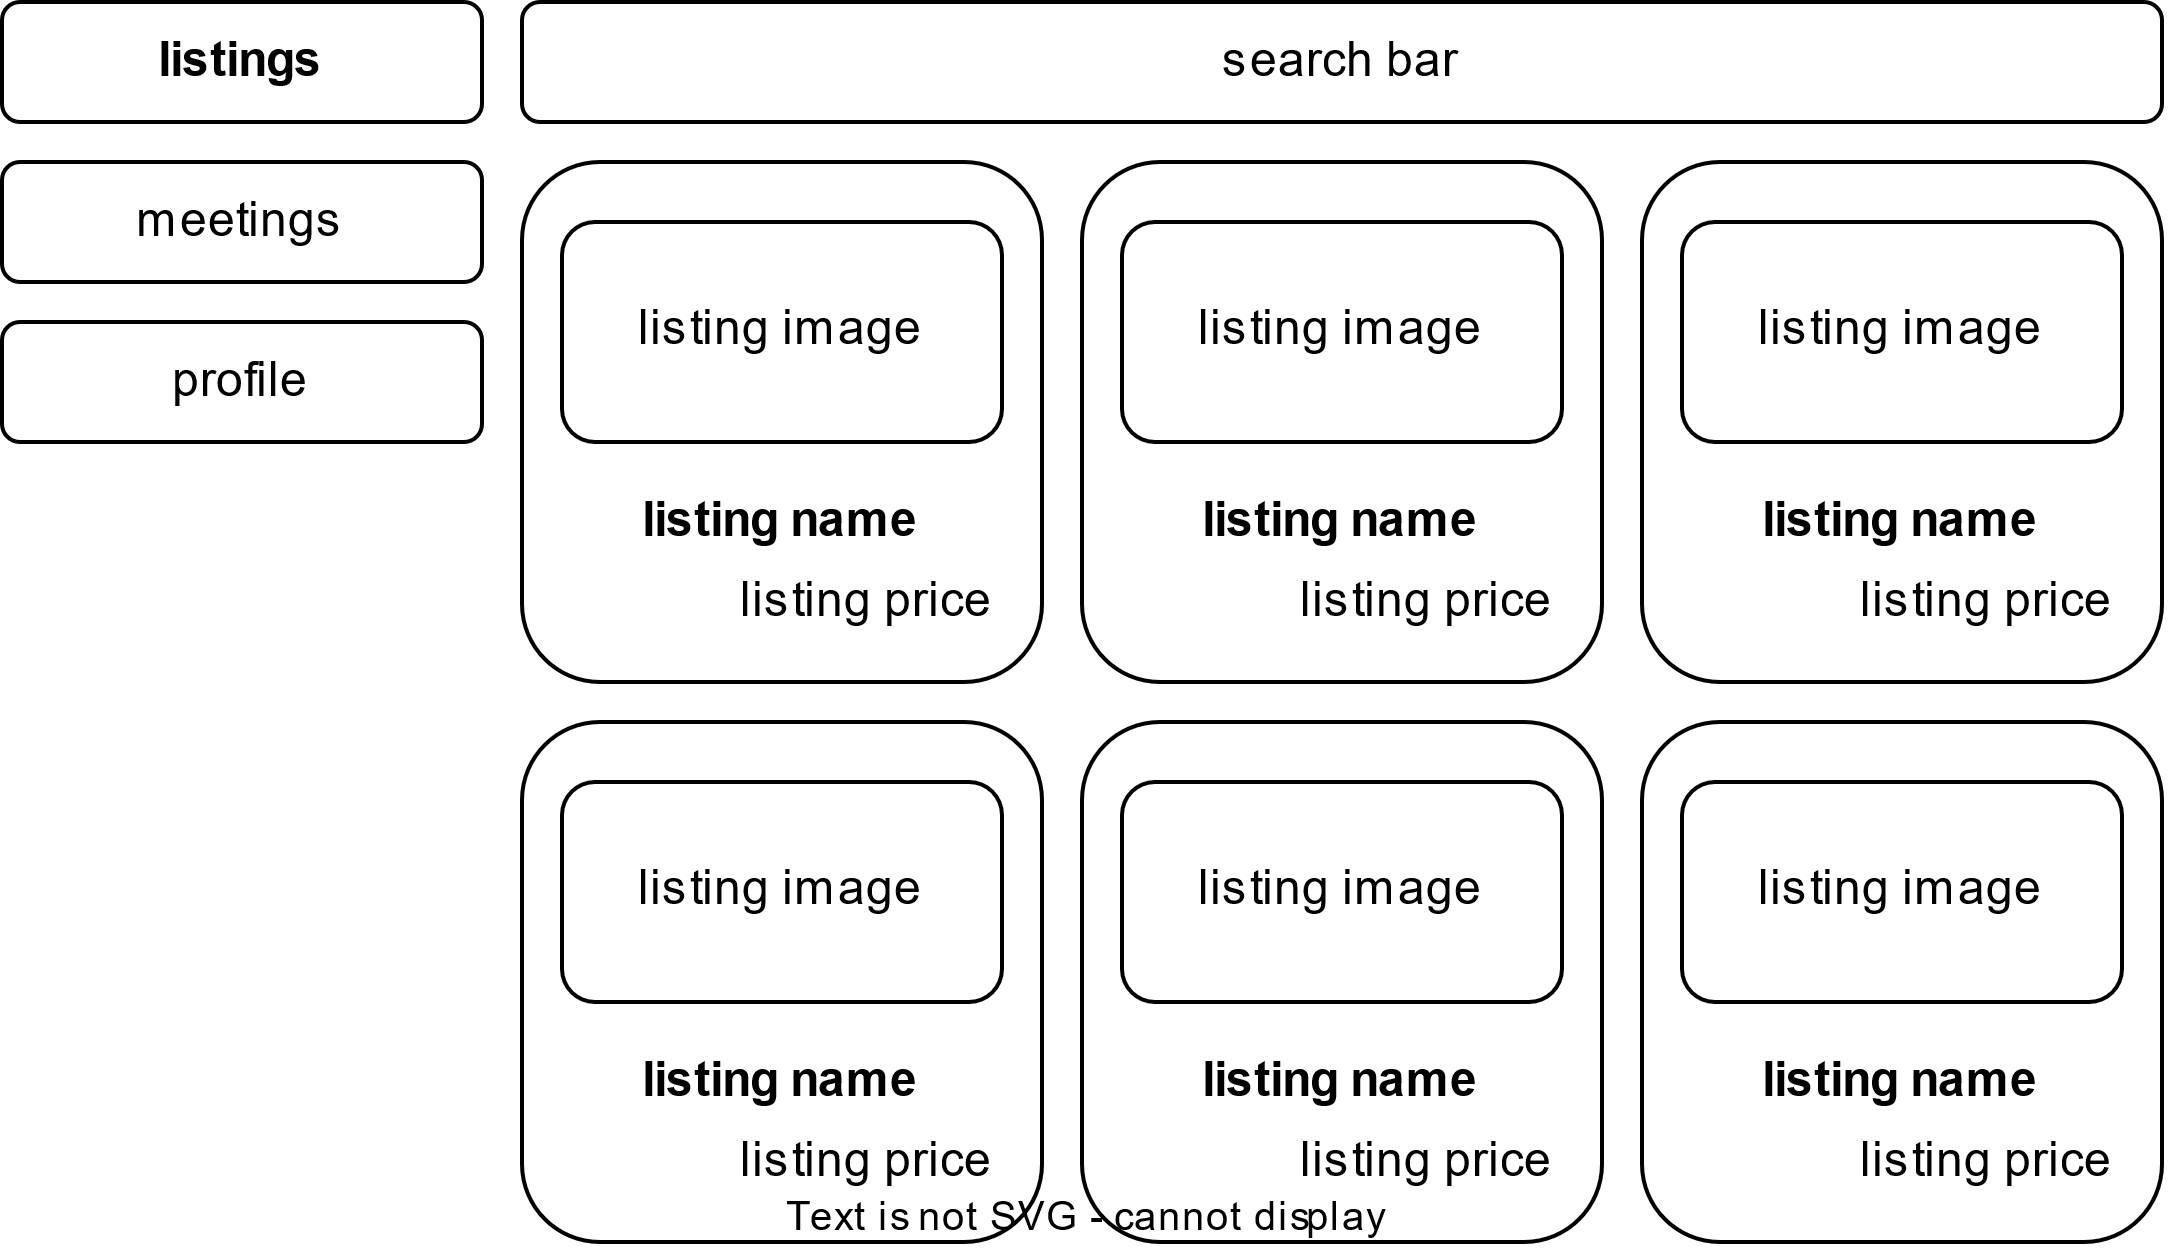 listings
search bar
meetings
profile
listing image
listing image
listing image
listing name
listing name
listing name
listing price
listing price
listing price
listing image
listing image
listing image
listing name
listing name
listing name
listing price
listing price
listing price
Text is not SVG - cannot display